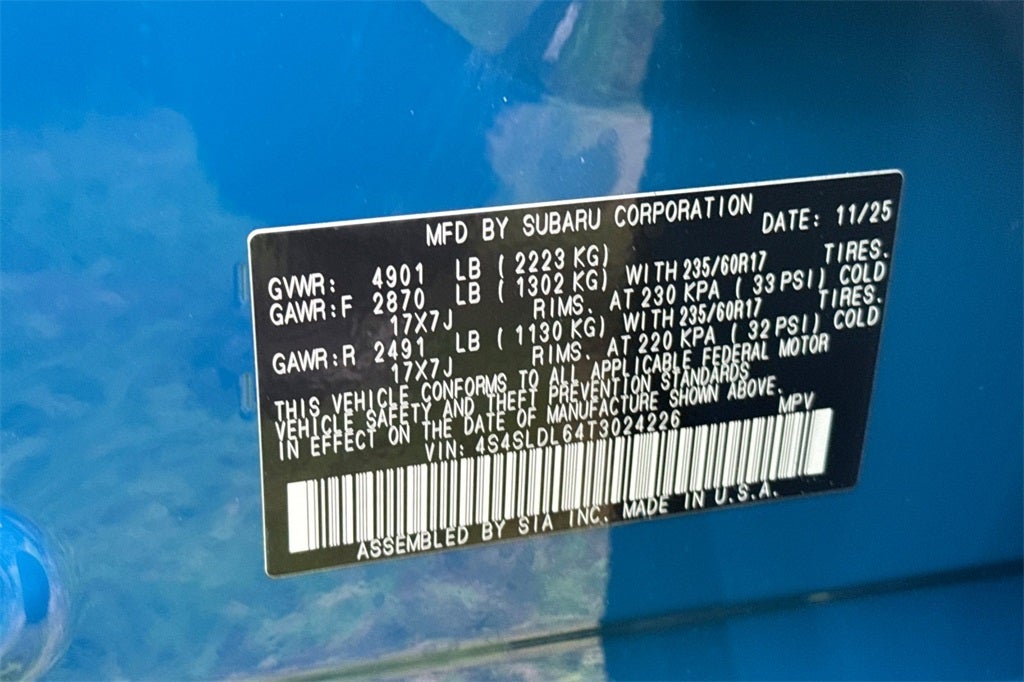 MFD BY SUBARU CORPORATION DATE: 11/25
GVWR: 4901 LB ( 2223 KG)
GAWR:F 2870 LB ( 1302 KG) WITH 235/60R17 TIRES.
17X7J RIMS. AT 230 KPA ( 33 PSI) COLD
GAWR:R 2491 LB ( 1130 KG) WITH 235/60R17 TIRES.
17X7J RIMS. AT 220 KPA ( 32 PSI) COLD
THIS VEHICLE CONFORMS TO ALL APPLICABLE FEDERAL MOTOR
VEHICLE SAFETY AND THEFT PREVENTION STANDARDS
IN EFFECT ON THE DATE OF MANUFACTURE SHOWN ABOVE.
VIN: 4S4SLDL64T3024226 MPV
ASSEMBLED BY SIA INC. MADE IN U.S.A.